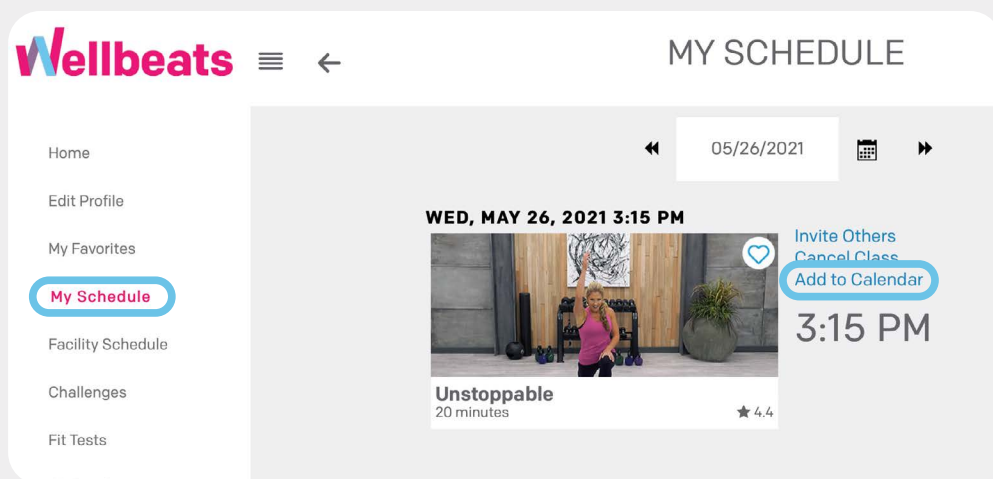 Wellbeats
MY SCHEDULE
Home
Edit Profile
My Favorites
My Schedule
Facility Schedule
Challenges
Fit Tests
05/26/2021
WED, MAY 26, 2021 3:15 PM
Invite Others
Cancel Class
Add to Calendar
3:15 PM
Unstoppable
20 minutes
4.4